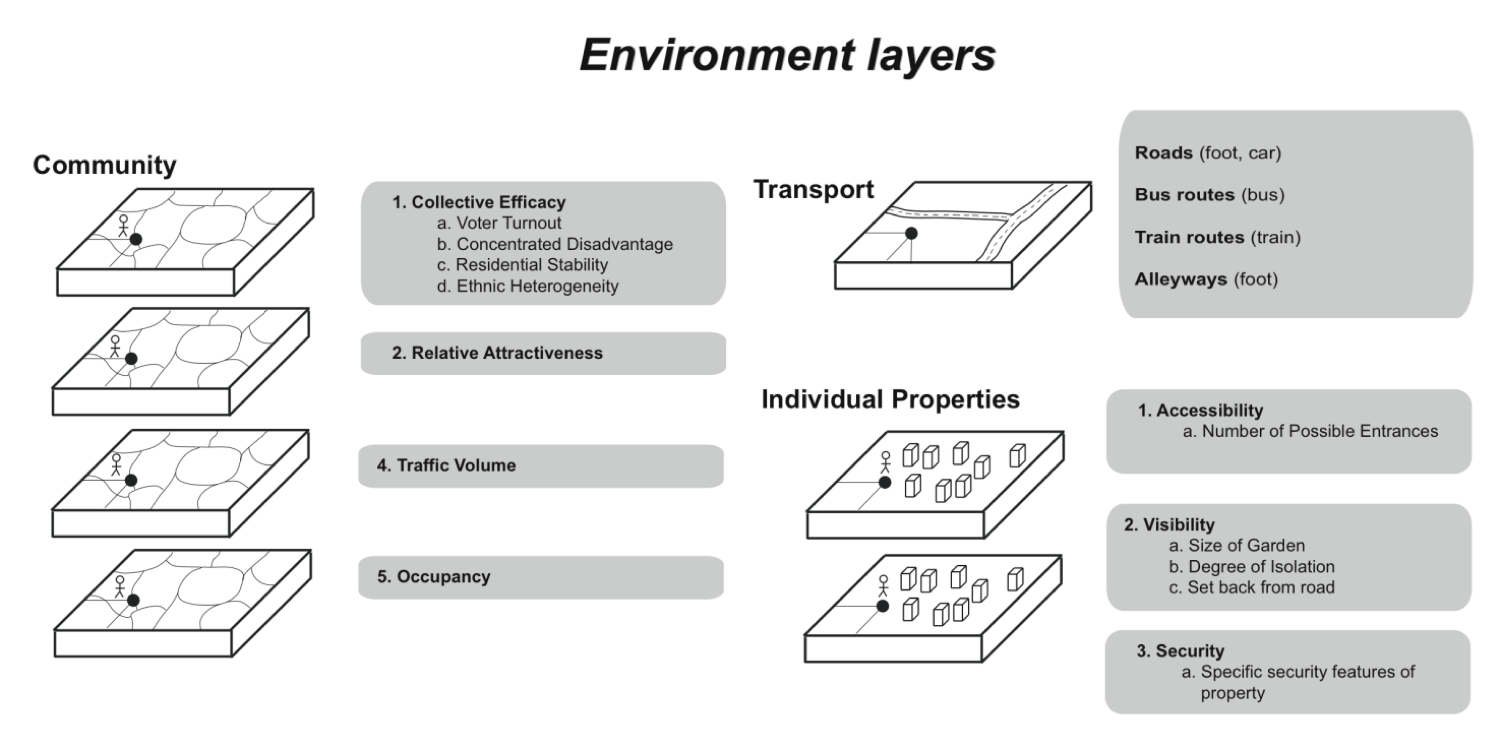 Environment layers
Community
1. Collective Efficacy
a. Voter Turnout
b. Concentrated Disadvantage
c. Residential Stability
d. Ethnic Heterogeneity
2. Relative Attractiveness
4. Traffic Volume
5. Occupancy
Transport
Roads (foot, car)
Bus routes (bus)
Train routes (train)
Alleyways (foot)
Individual Properties
1. Accessibility
a. Number of Possible Entrances
2. Visibility
a. Size of Garden
b. Degree of Isolation
c. Set back from road
3. Security
a. Specific security features of
property